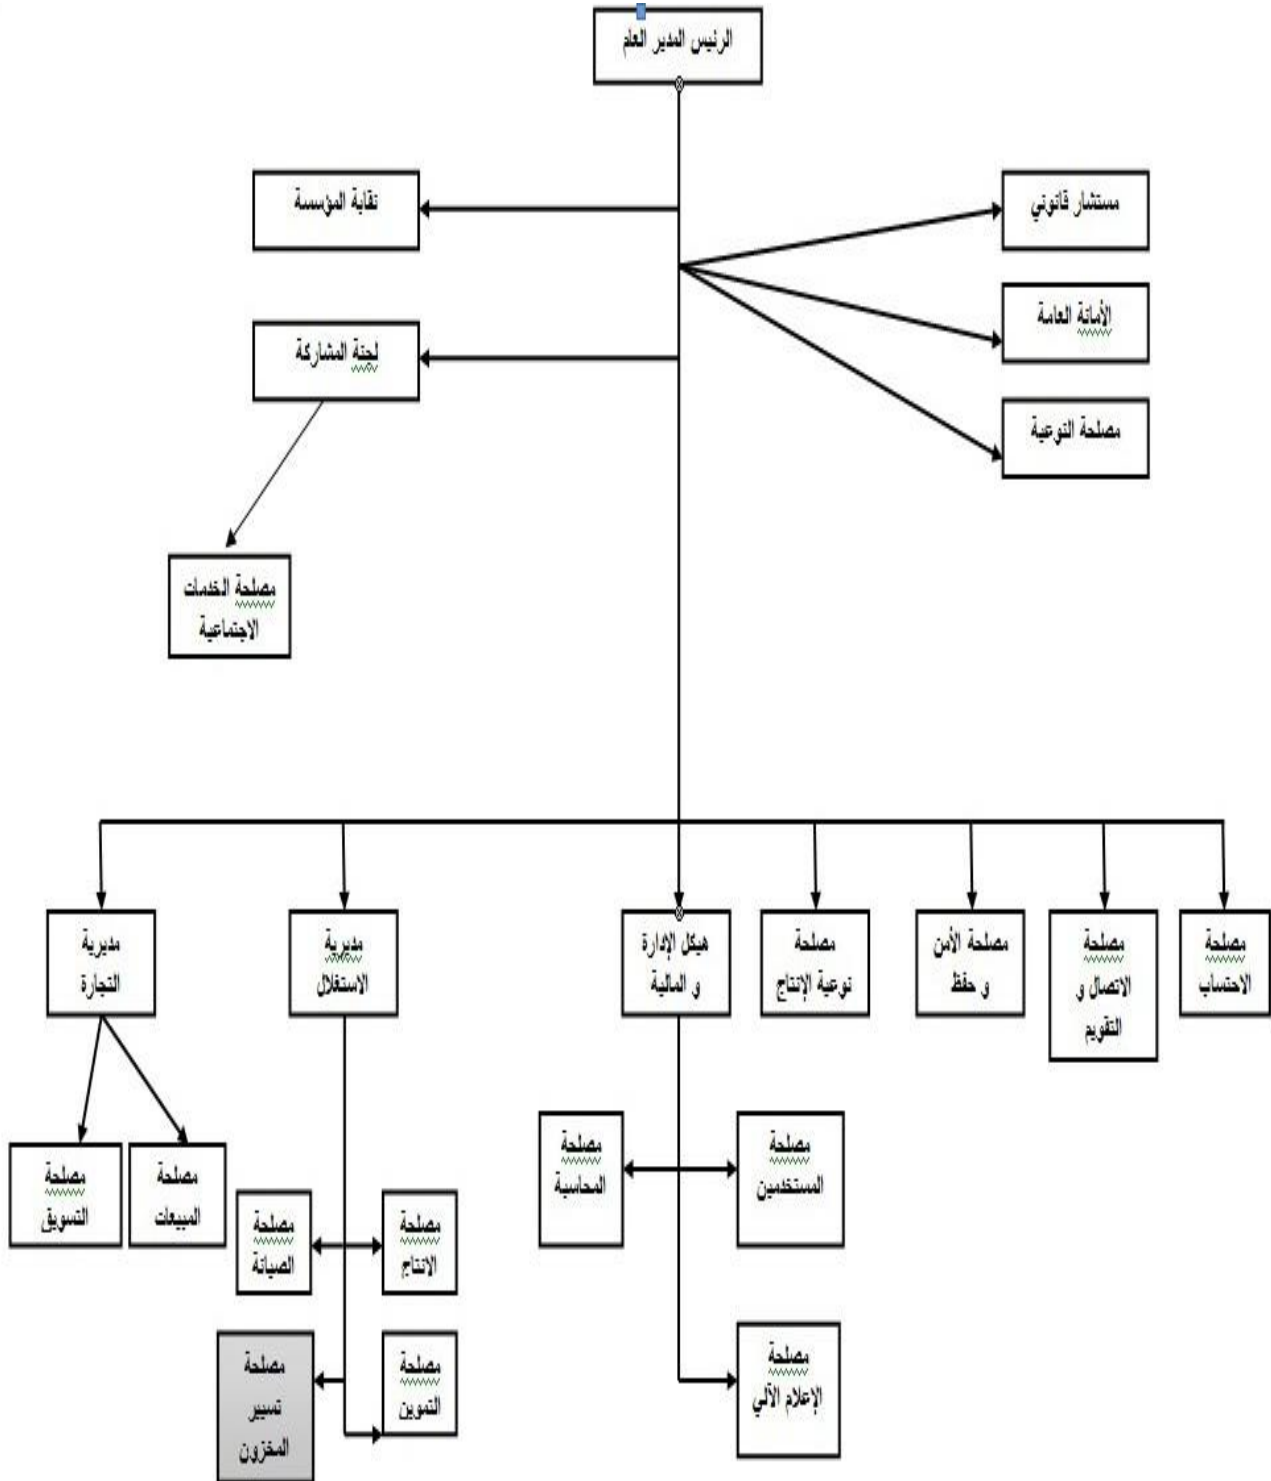 الرئيس المدير العام
مستشار قانوني
نقابة المؤسسة
الأمانة العامة
لجنة المشاركة
مصلحة النوعية
مصلحة الخدمات
الاجتماعية
مصلحة
الاحتساب
مصلحة
الاتصال و
التقويم
مصلحة الأمن
و حفظ
مصلحة
نوعية الإنتاج
هيكل الإدارة
و المالية
مديرية
الاستغلال
مديرية
التجارة
مصلحة
المستخدمين
مصلحة
المحاسبة
مصلحة
الإعلام الآلي
مصلحة
الانتاج
مصلحة
الصيانة
مصلحة
التموين
مصلحة
تسيير
المخزون
مصلحة
المبيعات
مصلحة
التسويق